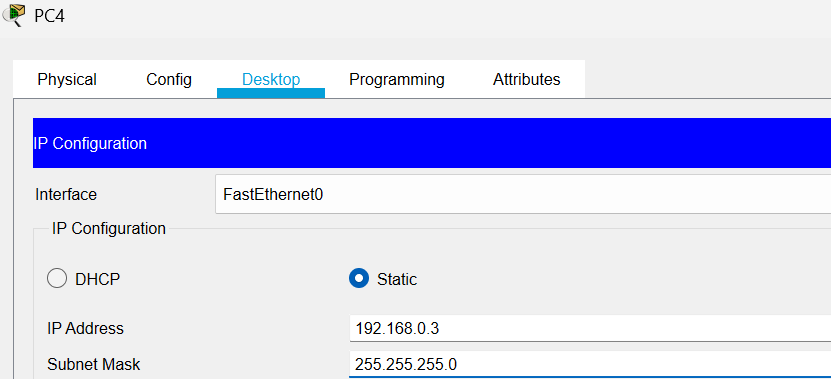 PC4
Physical Config Desktop Programming Attributes
IP Configuration
Interface FastEthernet0
IP Configuration
DHCP Static
IP Address 192.168.0.3
Subnet Mask 255.255.255.0